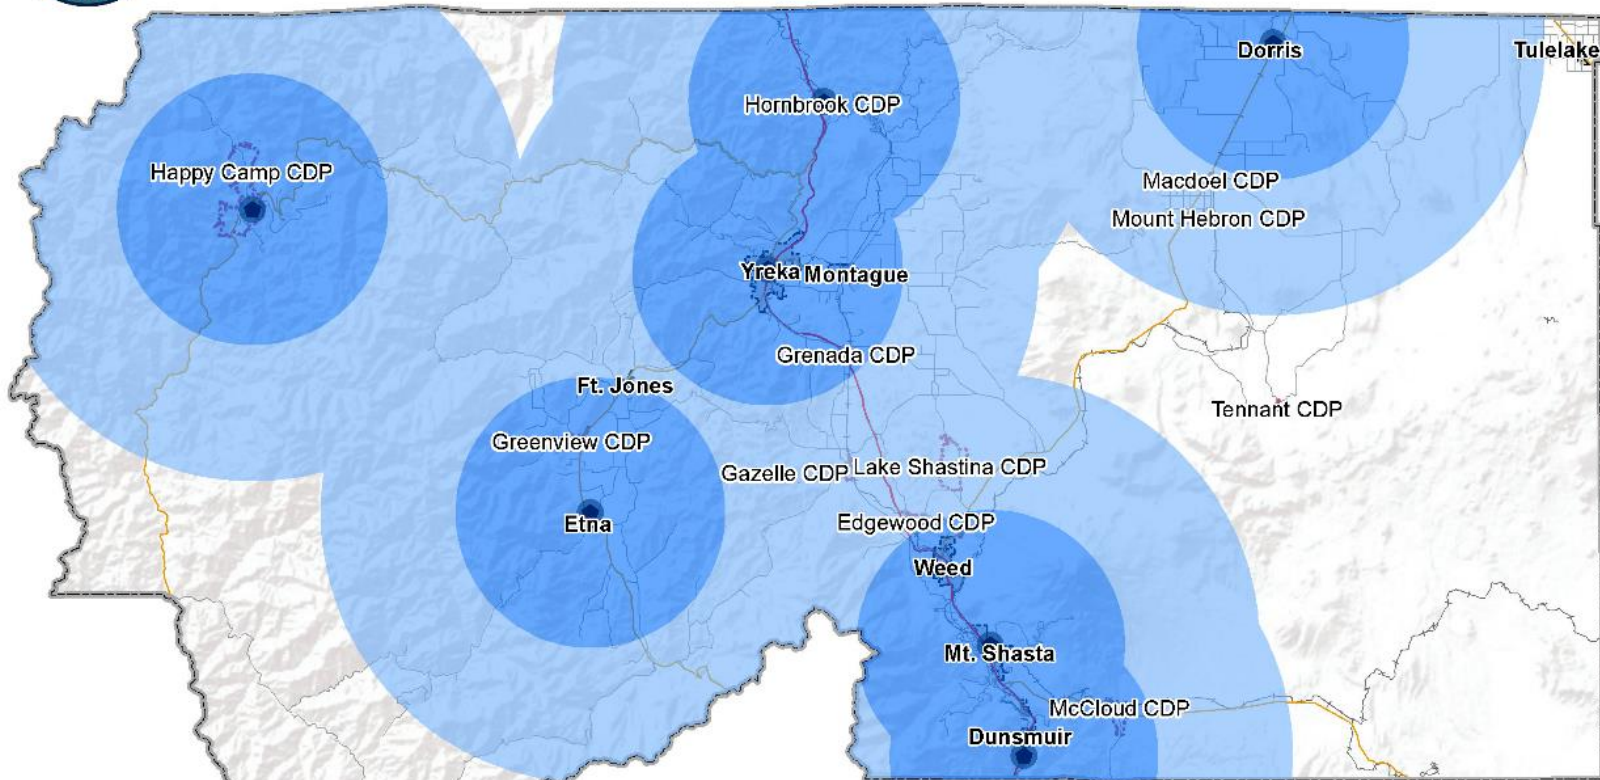 Dorris
Tulelake
Hornbrook CDP
Happy Camp CDP
Macdoel CDP
Mount Hebron CDP
Yreka
Montague
Grenada CDP
Ft. Jones
Tennant CDP
Greenview CDP
Gazelle CDP
Lake Shastina CDP
Etna
Edgewood CDP
Weed
Mt. Shasta
McCloud CDP
Dunsmuir